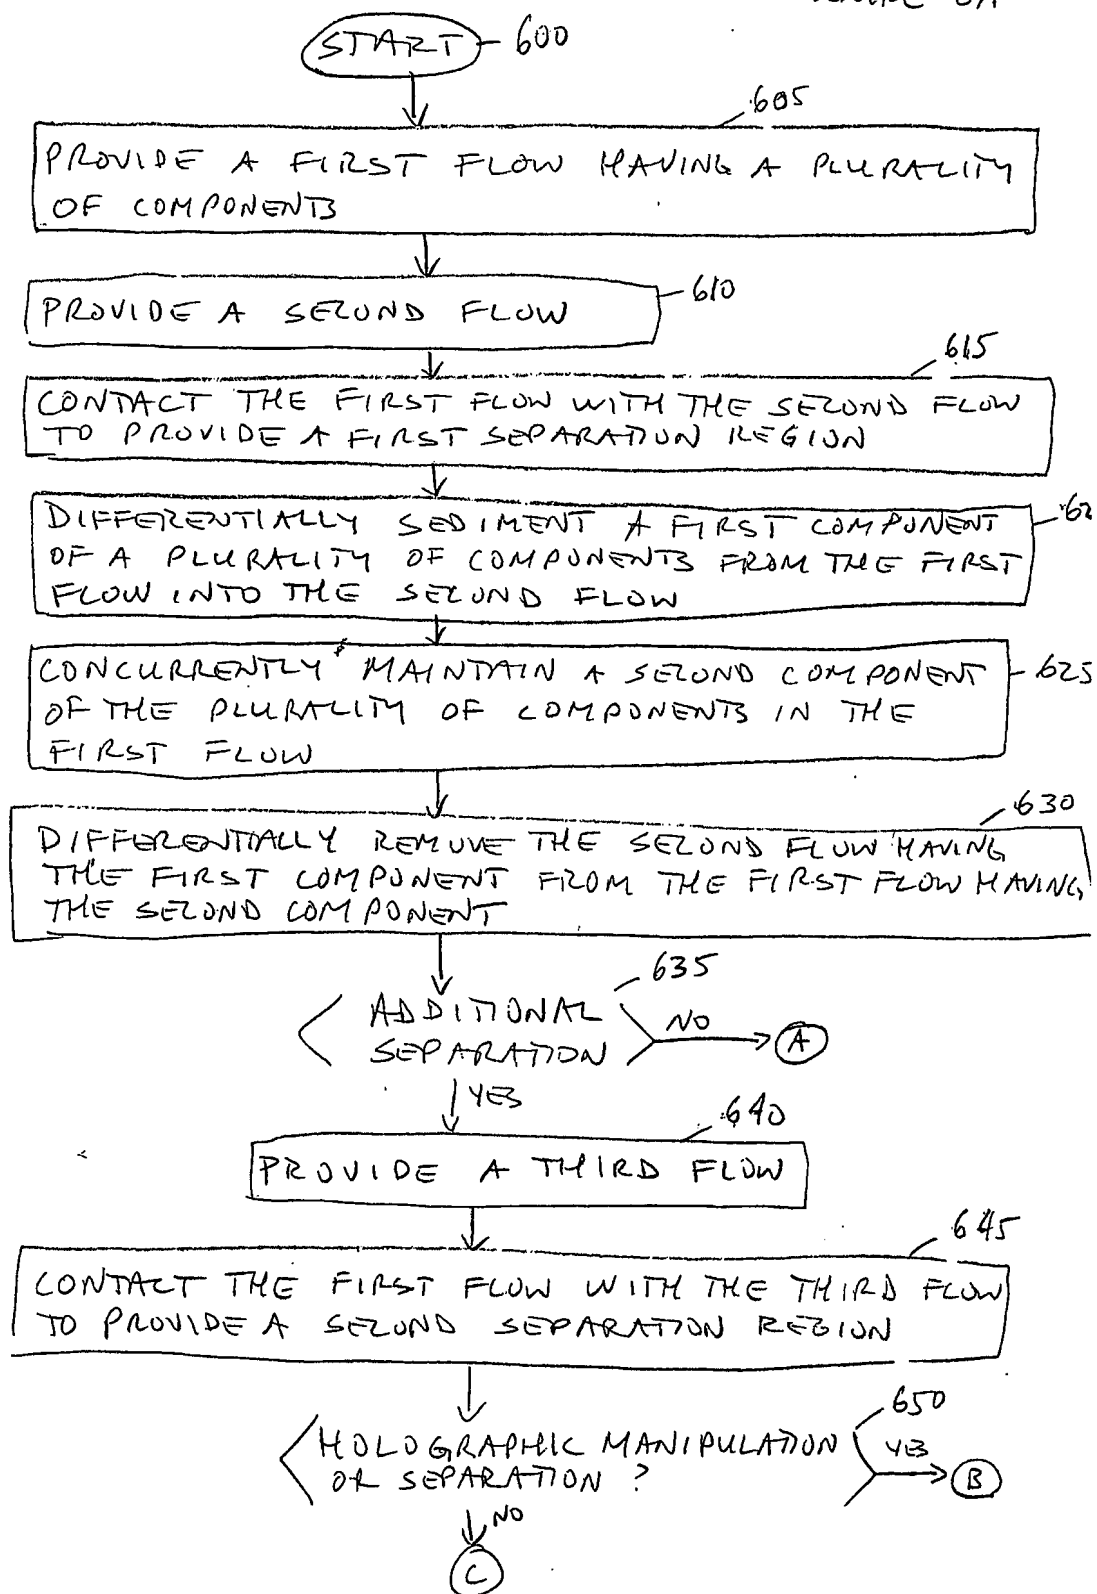 START 600
605
PROVIDE A FIRST FLOW HAVING A PLURALITY
OF COMPONENTS
610
PROVIDE A SECOND FLOW
615
CONTACT THE FIRST FLOW WITH THE SECOND FLOW
TO PROVIDE A FIRST SEPARATION REGION
DIFFERENTIALLY SEDIMENT A FIRST COMPONENT
OF A PLURALITY OF COMPONENTS FROM THE FIRST
FLOW INTO THE SECOND FLOW
CONCURRENTLY MAINTAIN A SECOND COMPONENT 625
OF THE PLURALITY OF COMPONENTS IN THE
FIRST FLOW
630
DIFFERENTIALLY REMOVE THE SECOND FLOW HAVING
THE FIRST COMPONENT FROM THE FIRST FLOW HAVING
THE SECOND COMPONENT
635
ADDITIONAL
SEPARATION
NO A
YES
640
PROVIDE A THIRD FLOW
645
CONTACT THE FIRST FLOW WITH THE THIRD FLOW
TO PROVIDE A SECOND SEPARATION REGION
650
HOLOGRAPHIC MANIPULATION
OR SEPARATION ?
YES B
NO
C